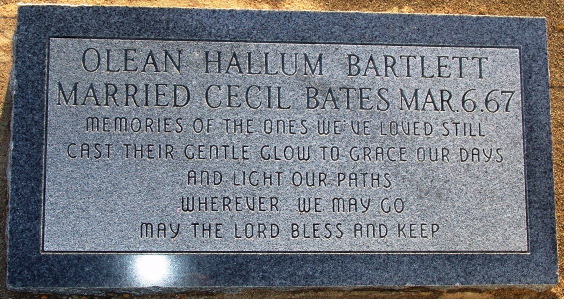 OLEAN HALLUM BARTLETT
MARRIED CECIL BATES MAR.6.67
MEMORIES OF THE ONES WE'VE LOVED STILL
CAST THEIR GENTLE GLOW TO GRACE OUR DAYS
AND LIGHT OUR PATHS
WHEREVER WE MAY GO
MAY THE LORD BLESS AND KEEP